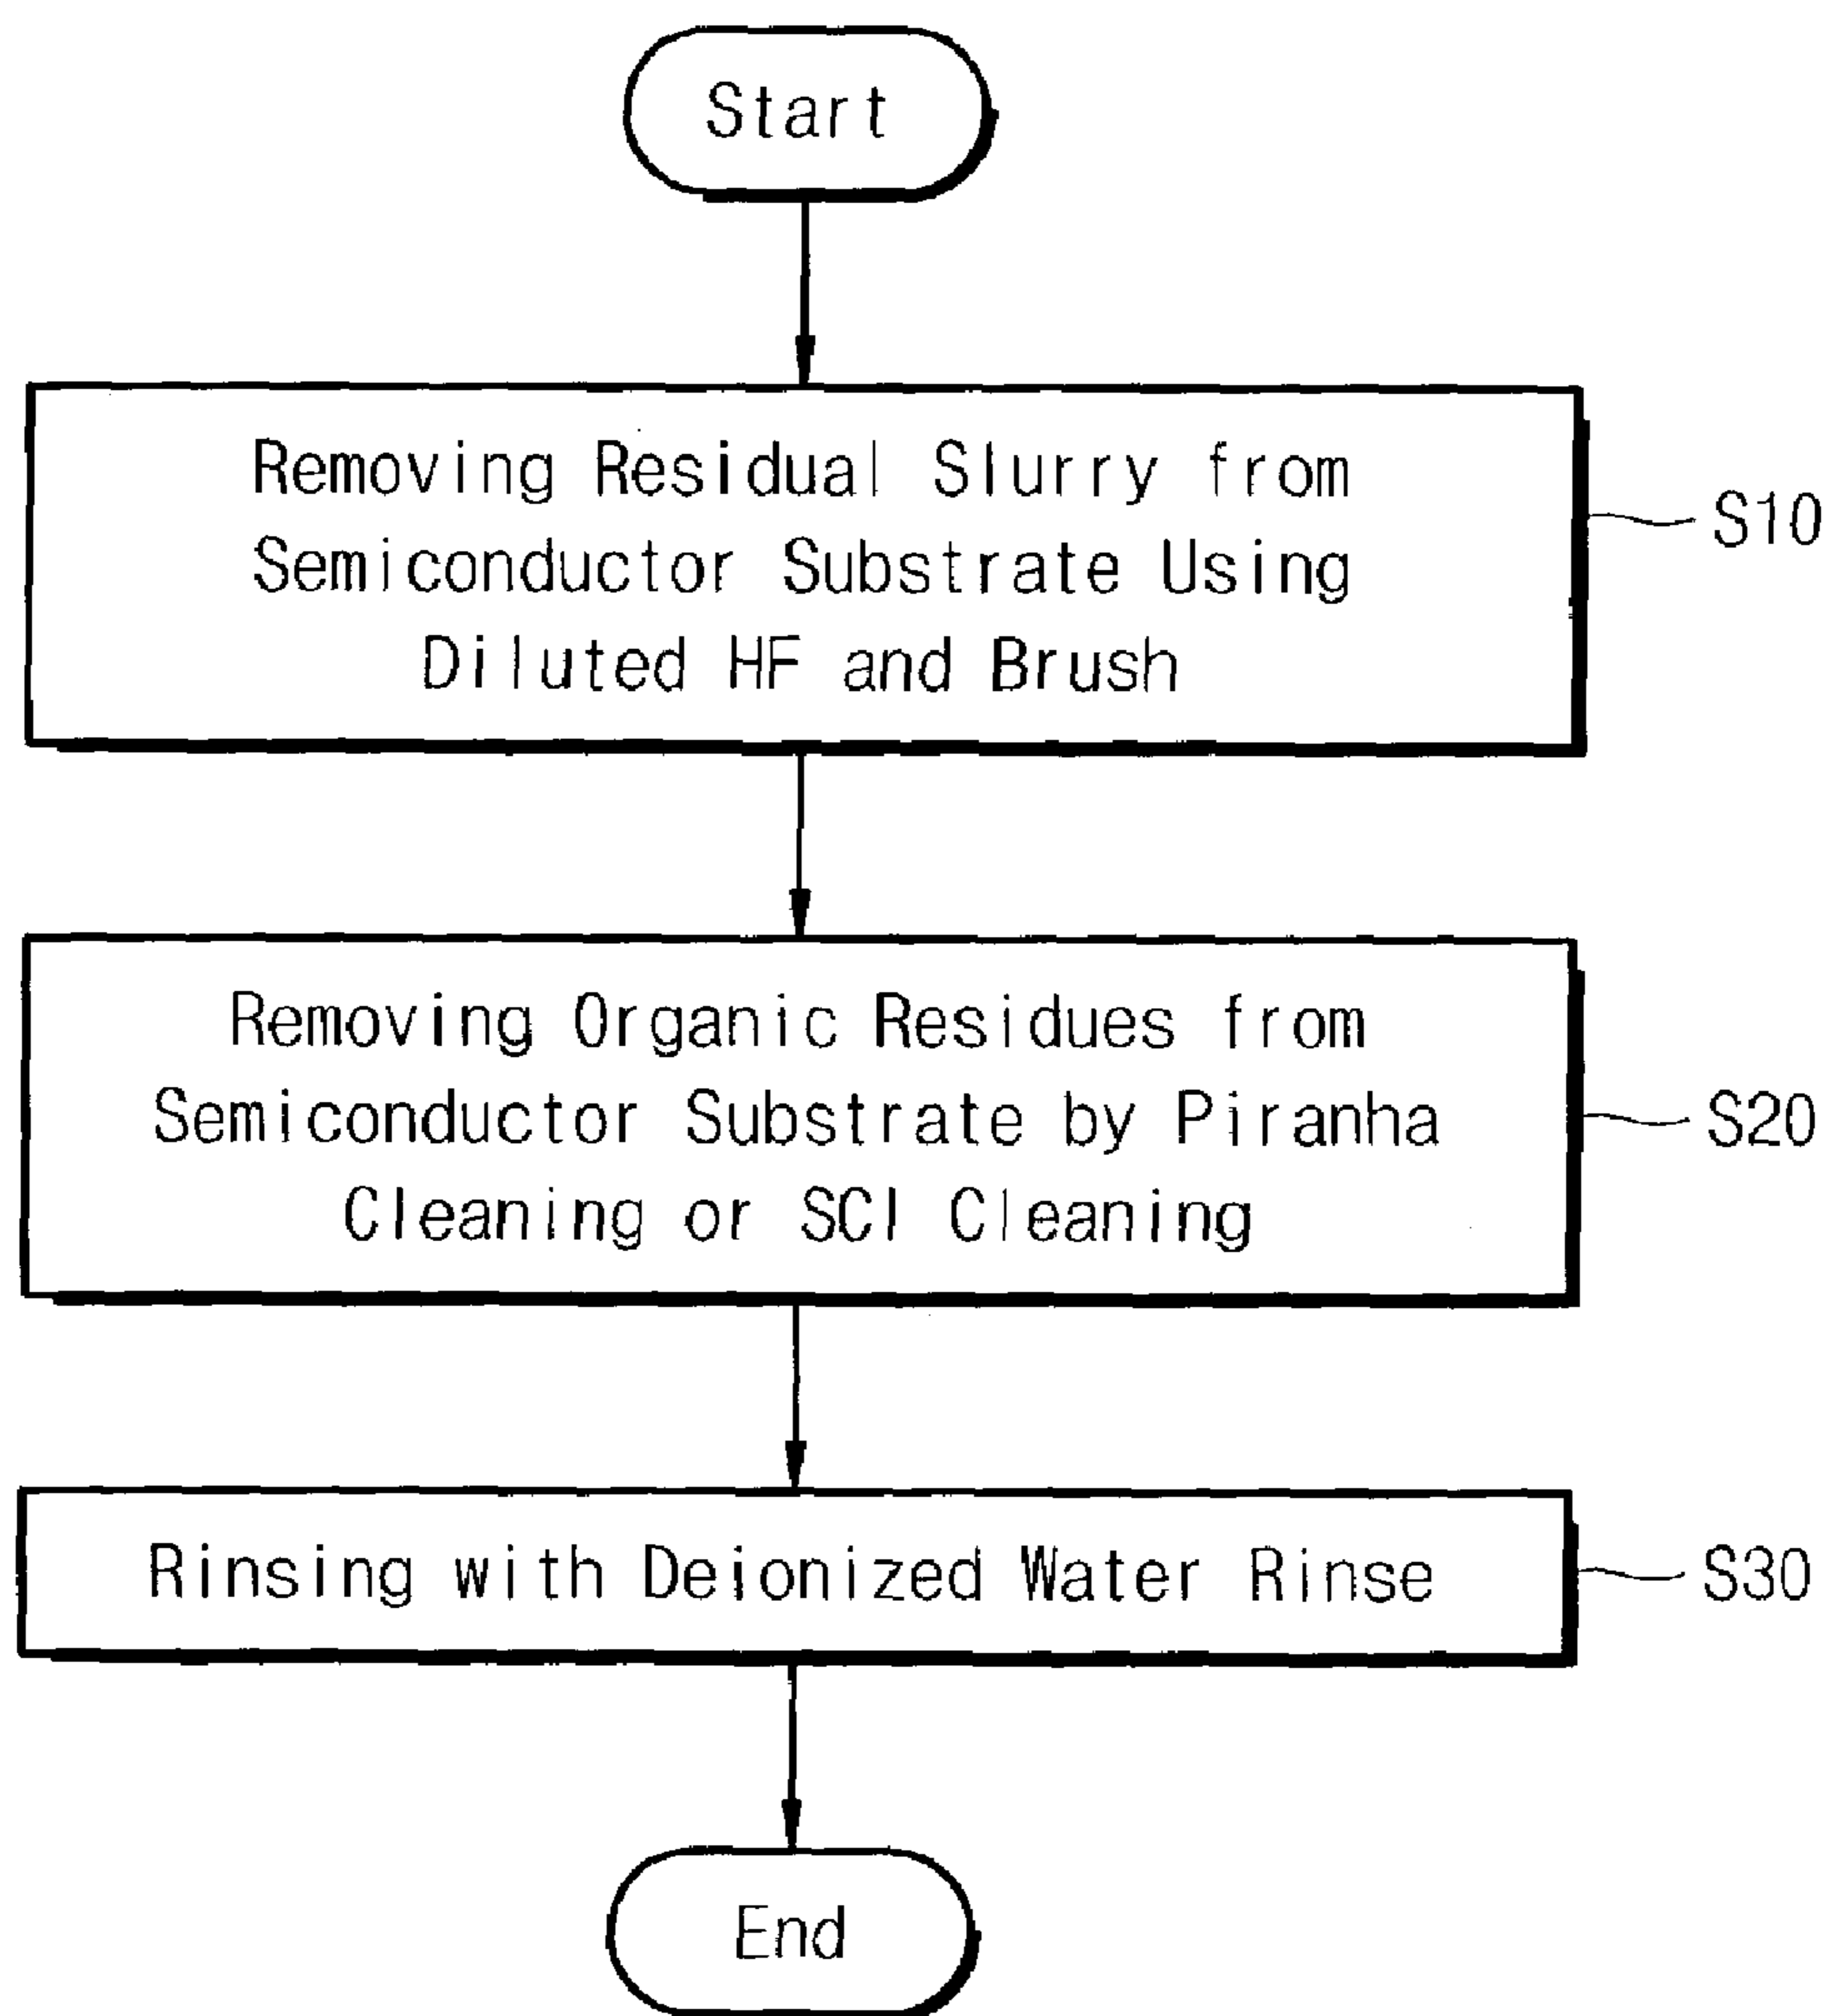 Start
Removing Residual Slurry from
Semiconductor Substrate Using
Diluted HF and Brush
S10
Removing Organic Residues from
Semiconductor Substrate by Piranha
Cleaning or SCI Cleaning
S20
Rinsing with Deionized Water Rinse
S30
End